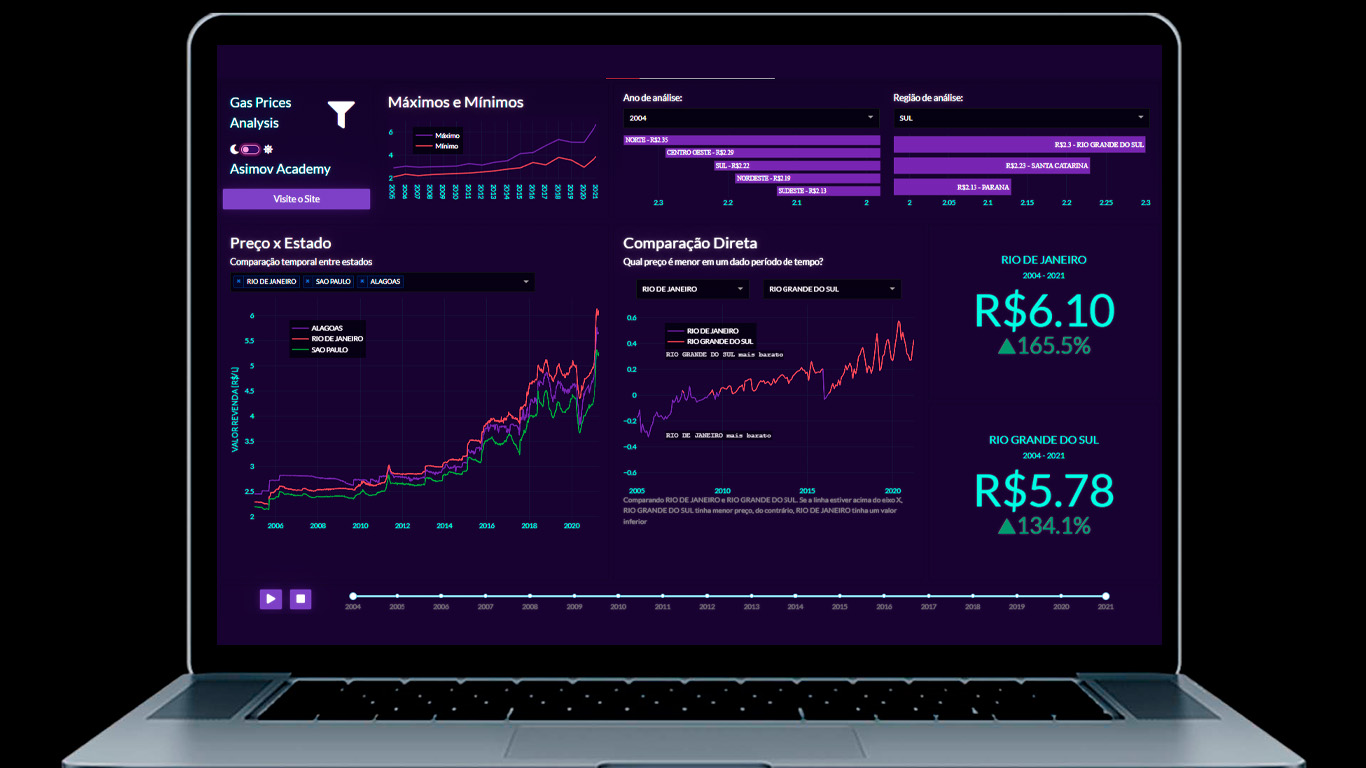 Gas Prices
Analysis
Asimov Academy
Visite o Site
Máximos e Mínimos
Máximo
Mínimo
6
4
2
2005 2006 2007 2008 2009 2010 2011 2012 2013 2014 2015 2016 2017 2018 2019 2020 2021
Ano de análise:
2004
NORTE - R$2.35
CENTRO OESTE - R$2.29
SUL - R$2.22
NORDESTE - R$2.19
SUDESTE - R$2.13
2.3 2.2 2.1 2
Região de análise:
SUL
R$2.3 - RIO GRANDE DO SUL
R$2.23 - SANTA CATARINA
R$2.13 - PARANA
2 2.05 2.1 2.15 2.2 2.25 2.3
Preço x Estado
Comparação temporal entre estados
× RIO DE JANEIRO × SAO PAULO × ALAGOAS
ALAGOAS
RIO DE JANEIRO
SAO PAULO
VALOR REVENDA (R$/L)
6
5.5
5
4.5
4
3.5
3
2.5
2
2006 2008 2010 2012 2014 2016 2018 2020
Comparação Direta
Qual preço é menor em um dado período de tempo?
RIO DE JANEIRO
RIO GRANDE DO SUL
RIO DE JANEIRO
RIO GRANDE DO SUL
RIO GRANDE DO SUL mais barato
RIO DE JANEIRO mais barato
0.6
0.4
0.2
0
−0.2
−0.4
−0.6
2005 2010 2015 2020
Comparando RIO DE JANEIRO e RIO GRANDE DO SUL. Se a linha estiver acima do eixo X,
RIO GRANDE DO SUL tinha menor preço, do contrário, RIO DE JANEIRO tinha um valor
inferior
RIO DE JANEIRO
2004 - 2021
R$6.10
▲165.5%
RIO GRANDE DO SUL
2004 - 2021
R$5.78
▲134.1%
2004 2005 2006 2007 2008 2009 2010 2011 2012 2013 2014 2015 2016 2017 2018 2019 2020 2021